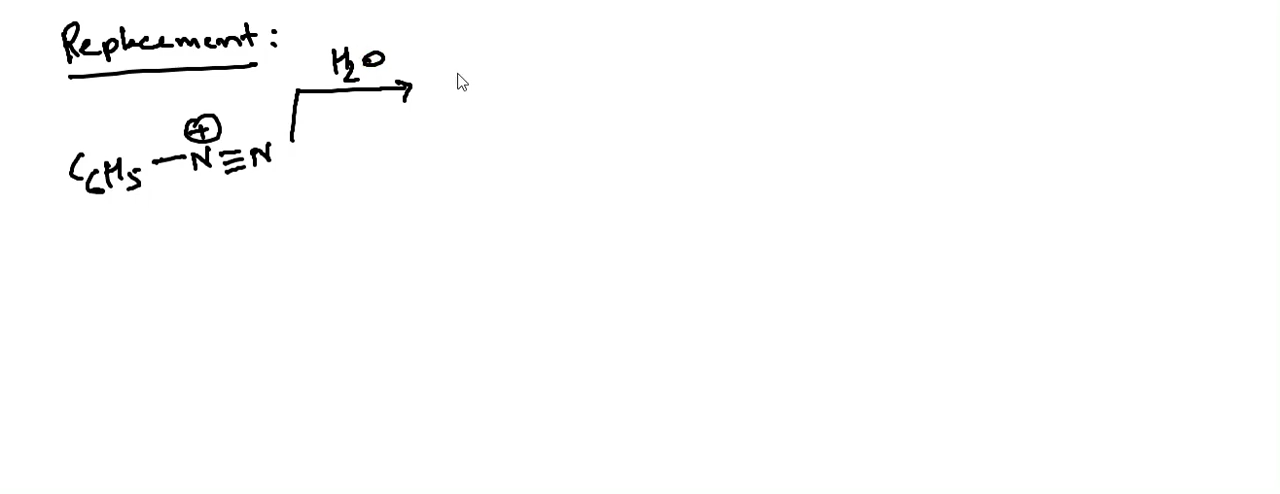 Replacement:
H₂O
C₆H₅ — N⊕ ≡ N